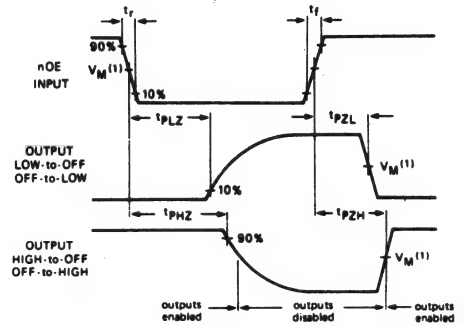 tr
tf
90%
nOE
INPUT
VM(1)
10%
tPLZ
tPZL
OUTPUT
LOW-to-OFF
OFF-to-LOW
VM(1)
10%
tPHZ
tPZH
OUTPUT
HIGH-to-OFF
OFF-to-HIGH
90%
VM(1)
outputs enabled
outputs disabled
outputs enabled